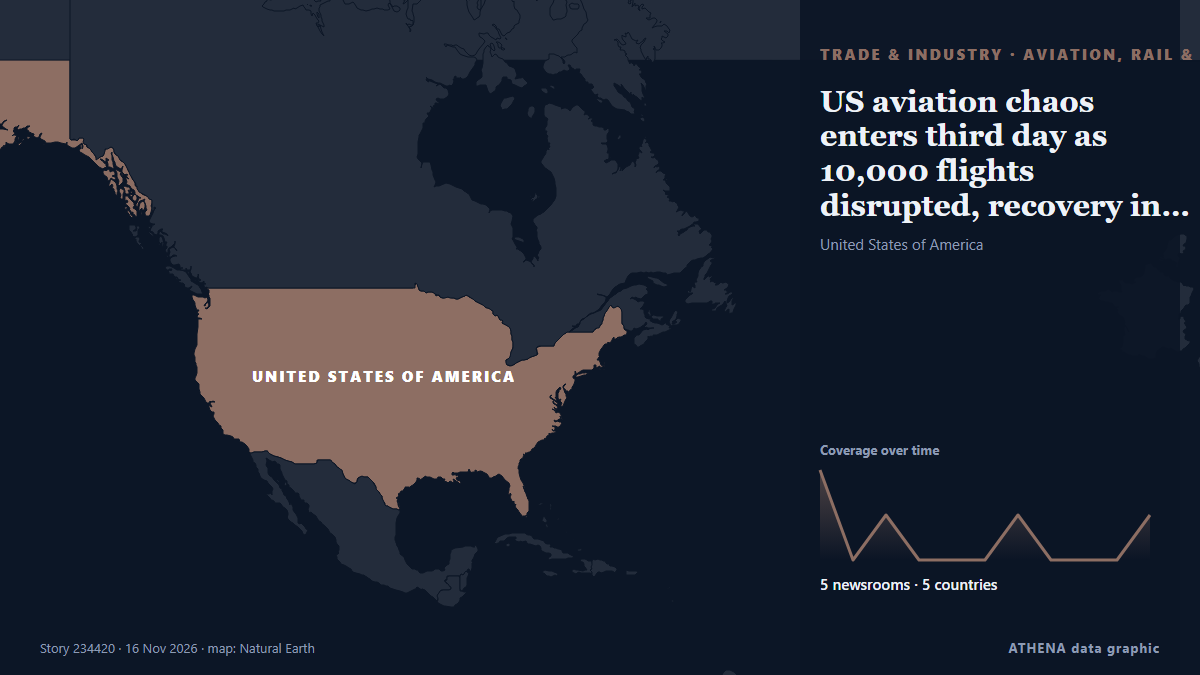 TRADE & INDUSTRY · AVIATION, RAIL &
US aviation chaos
enters third day as
10,000 flights
disrupted, recovery in…
United States of America
UNITED STATES OF AMERICA
Coverage over time
5 newsrooms · 5 countries
Story 234420 · 16 Nov 2026 · map: Natural Earth
ATHENA data graphic